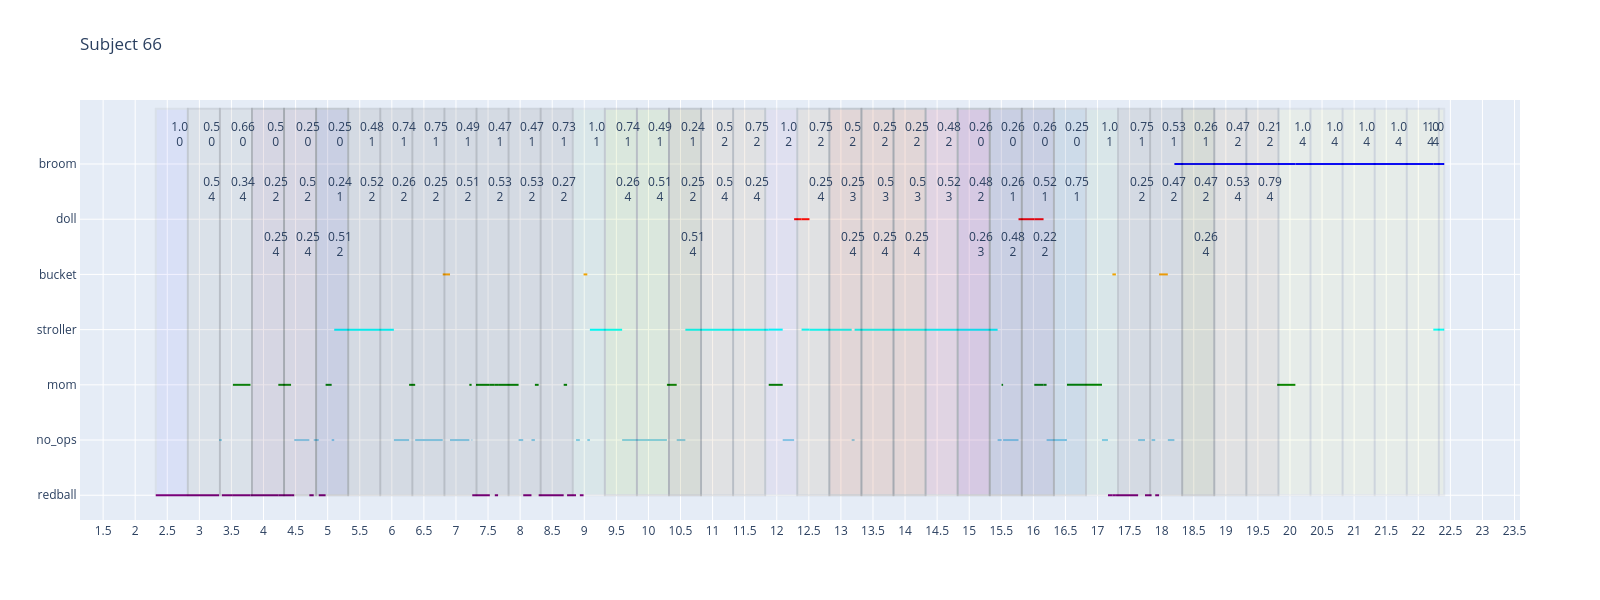 Subject 66
1.0 0.5 0.66 0.5 0.25 0.25 0.48 0.74 0.75 0.49 0.47 0.47 0.73 1.0 0.74 0.49 0.24 0.5 0.75 1.0 0.75 0.5 0.25 0.25 0.48 0.26 0.26 0.26 0.25 1.0 0.75 0.53 0.26 0.47 0.21 1.0 1.0 1.0 1.0
0 0 0 0 0 0 1 1 1 1 1 1 1 1 1 1 1 2 2 2 2 2 2 2 2 0 0 0 0 1 1 1 1 2 2 4 4 4 4
broom
0.5 0.34 0.25 0.5 0.24 0.52 0.26 0.25 0.51 0.53 0.53 0.27 0.26 0.51 0.25 0.5 0.25 0.25 0.25 0.5 0.5 0.52 0.48 0.26 0.52 0.75 0.25 0.47 0.47 0.53 0.79
4 4 2 2 1 2 2 2 2 2 2 2 4 4 2 4 4 4 3 3 3 3 2 1 1 1 2 2 2 4 4
doll
0.25 0.25 0.51 0.51 0.25 0.25 0.25 0.26 0.48 0.22 0.26
4 4 2 4 4 4 4 3 2 2 4
bucket
stroller
mom
no_ops
redball
1.5 2 2.5 3 3.5 4 4.5 5 5.5 6 6.5 7 7.5 8 8.5 9 9.5 10 10.5 11 11.5 12 12.5 13 13.5 14 14.5 15 15.5 16 16.5 17 17.5 18 18.5 19 19.5 20 20.5 21 21.5 22 22.5 23 23.5